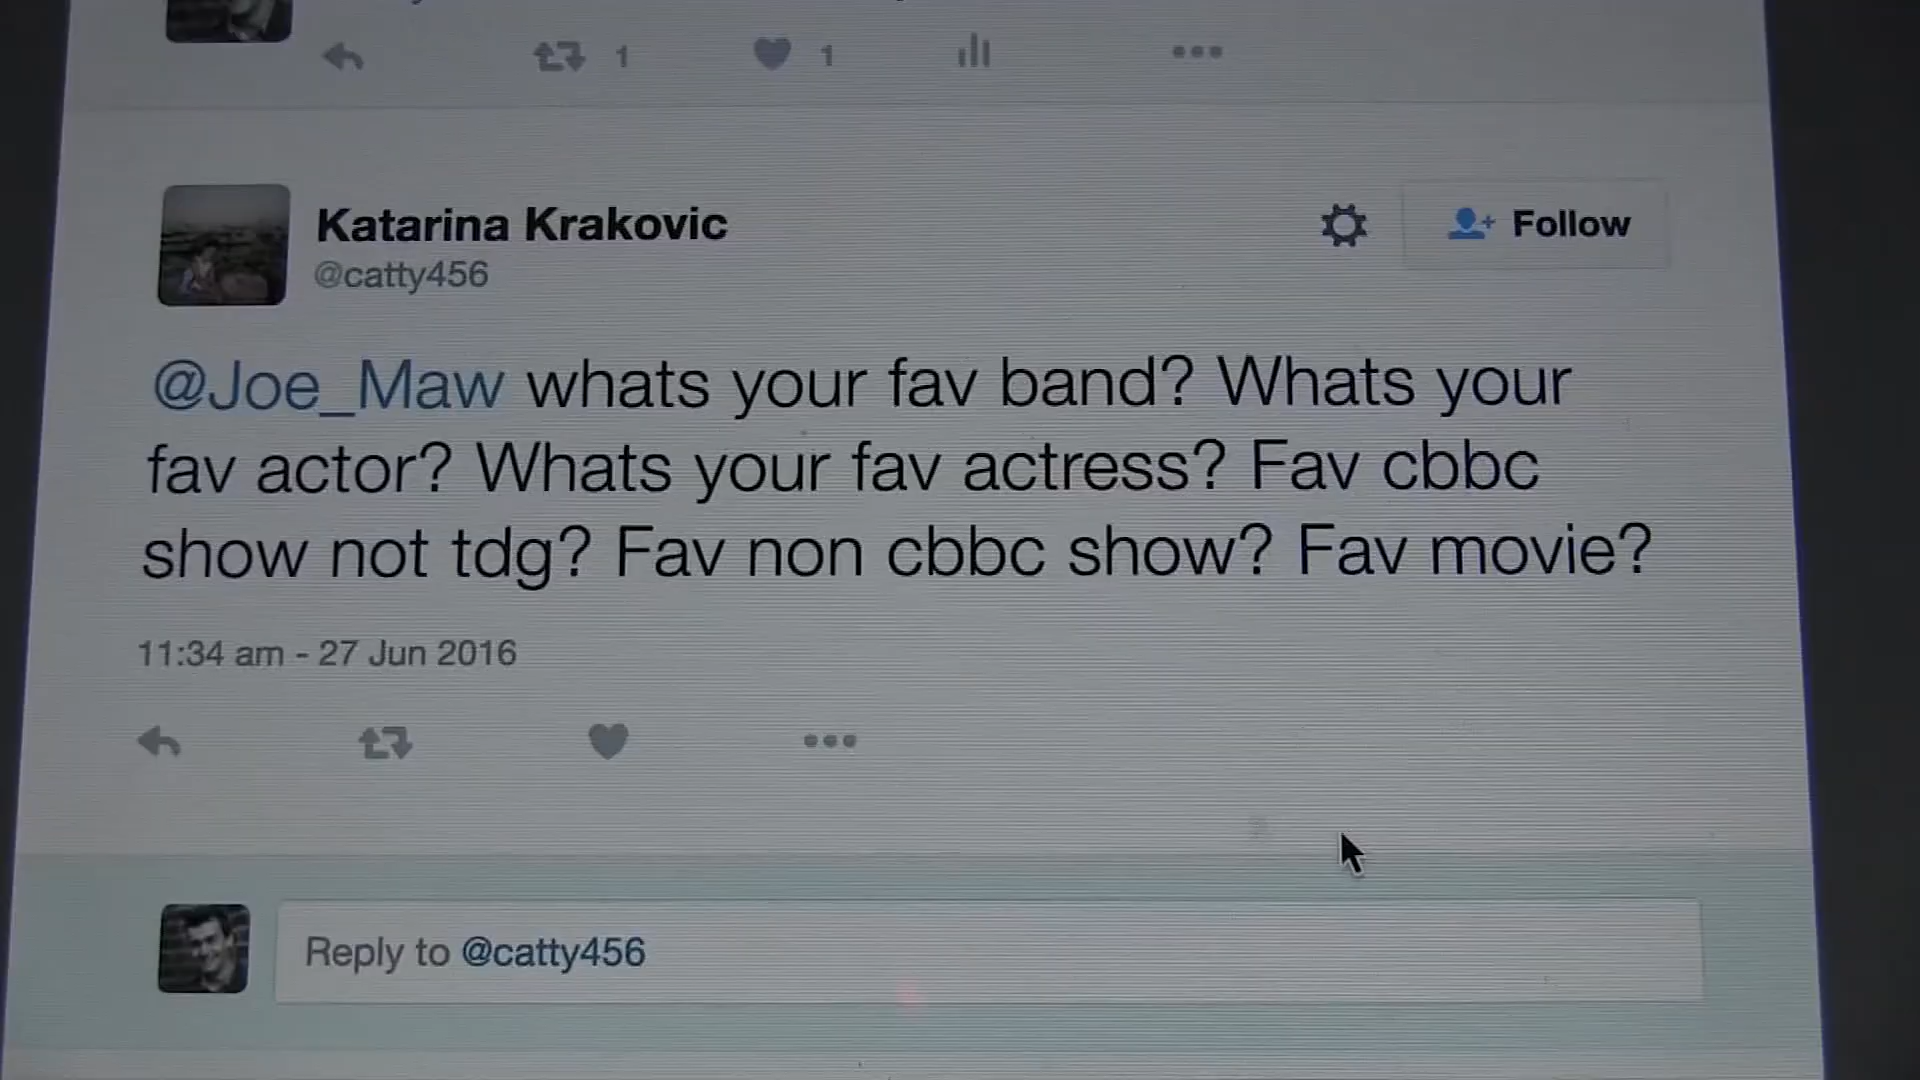 1 1
Katarina Krakovic
@catty456
Follow
@Joe_Maw whats your fav band? Whats your
fav actor? Whats your fav actress? Fav cbbc
show not tdg? Fav non cbbc show? Fav movie?
11:34 am - 27 Jun 2016
Reply to @catty456